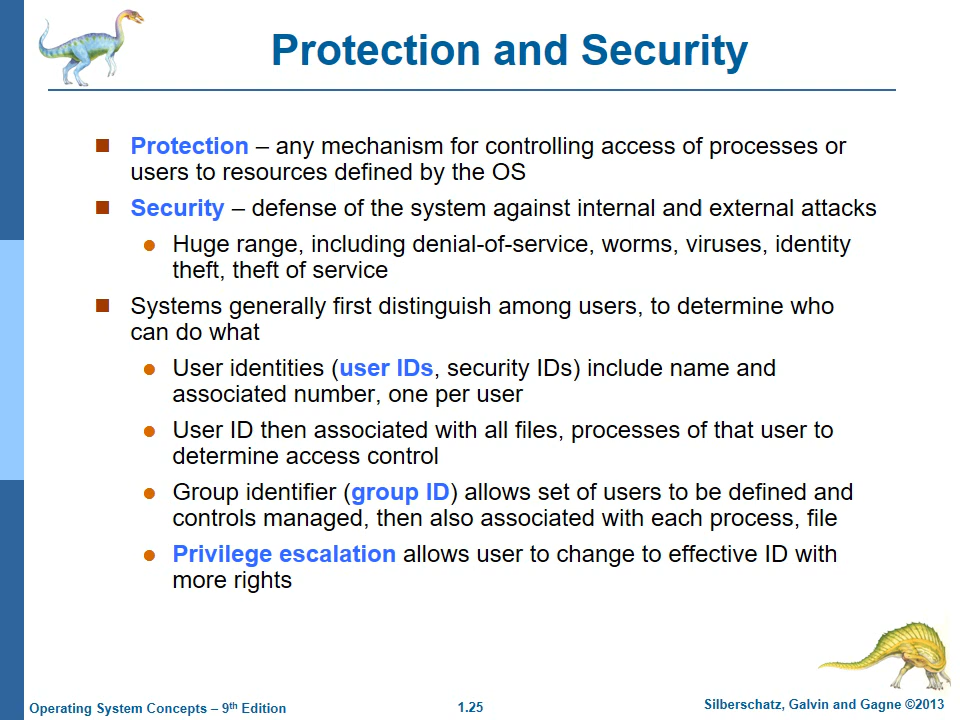 Protection and Security
Protection – any mechanism for controlling access of processes or
users to resources defined by the OS
Security – defense of the system against internal and external attacks
Huge range, including denial-of-service, worms, viruses, identity
theft, theft of service
Systems generally first distinguish among users, to determine who
can do what
User identities (user IDs, security IDs) include name and
associated number, one per user
User ID then associated with all files, processes of that user to
determine access control
Group identifier (group ID) allows set of users to be defined and
controls managed, then also associated with each process, file
Privilege escalation allows user to change to effective ID with
more rights
Operating System Concepts – 9th Edition
1.25
Silberschatz, Galvin and Gagne ©2013